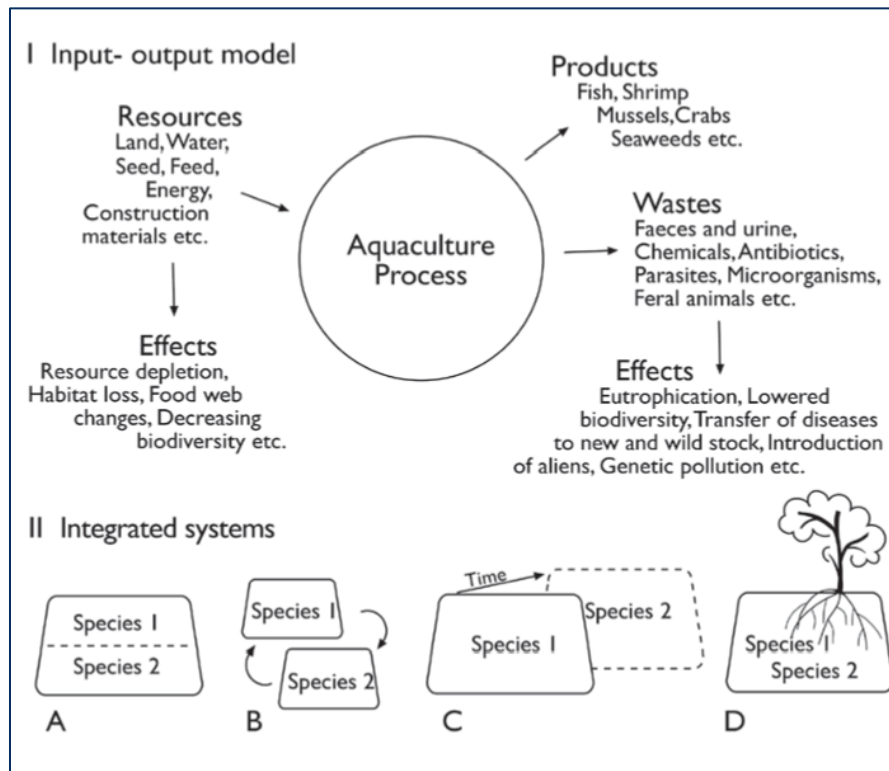 I Input- output model
Resources
Land, Water,
Seed, Feed,
Energy,
Construction
materials etc.
Effects
Resource depletion,
Habitat loss, Food web
changes, Decreasing
biodiversity etc.
Aquaculture
Process
Products
Fish, Shrimp
Mussels, Crabs
Seaweeds etc.
Wastes
Faeces and urine,
Chemicals, Antibiotics,
Parasites, Microorganisms,
Feral animals etc.
Effects
Eutrophication, Lowered
biodiversity, Transfer of diseases
to new and wild stock, Introduction
of aliens, Genetic pollution etc.
II Integrated systems
Species 1
Species 2
A
Species 1
Species 2
B
Time
Species 1
Species 2
C
Species 1
Species 2
D